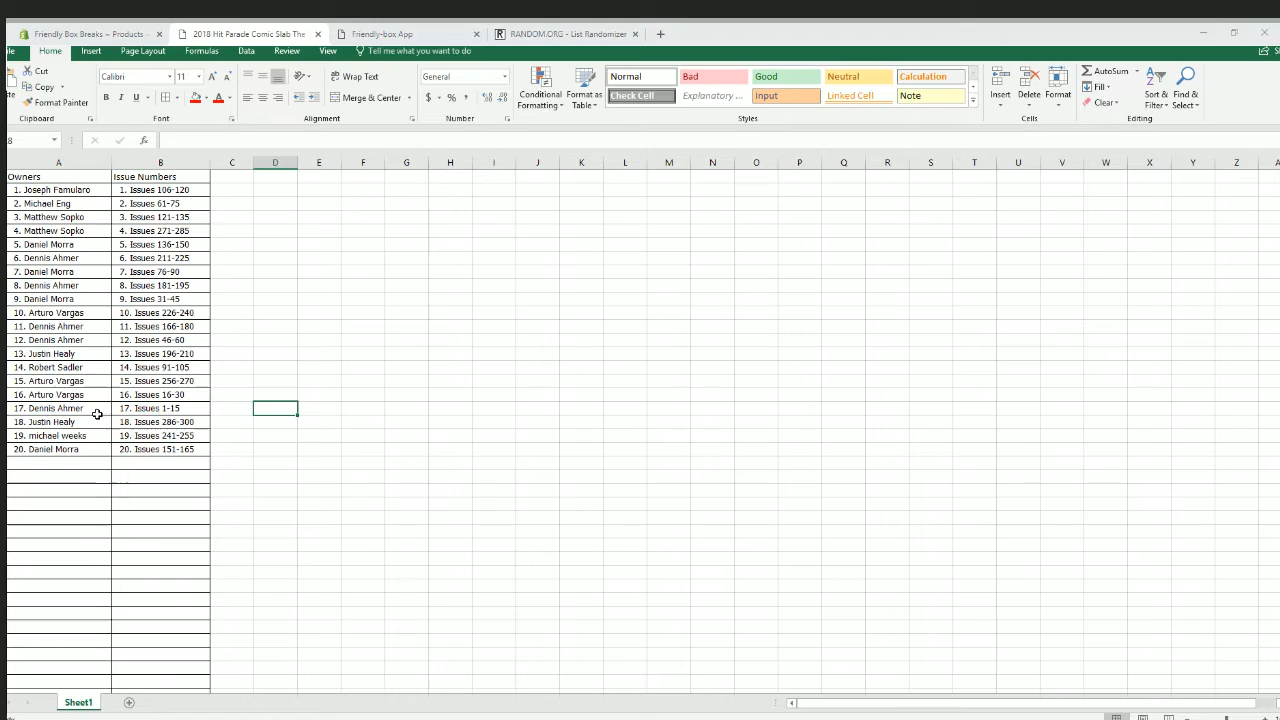 Friendly Box Breaks ~ Products -
2018 Hit Parade Comic Slab The
Friendly-box App
RANDOM.ORG - List Randomizer
Home Insert Page Layout Formulas Data Review View Tell me what you want to do
Cut
Copy
Format Painter
Clipboard
Calibri 11
B I U
Font
Wrap Text
Merge & Center
Alignment
General
$ % ,
Number
Conditional Formatting
Format as Table
Normal Bad Good Neutral Calculation
Check Cell Explanatory ... Input Linked Cell Note
Styles
Insert Delete Format
Cells
AutoSum
Fill
Clear
Sort & Filter
Find & Select
Editing
fx
A B C D E F G H I J K L M N O P Q R S T U V W X Y Z
Owners Issue Numbers
1. Joseph Famularo 1. Issues 106-120
2. Michael Eng 2. Issues 61-75
3. Matthew Sopko 3. Issues 121-135
4. Matthew Sopko 4. Issues 271-285
5. Daniel Morra 5. Issues 136-150
6. Dennis Ahmer 6. Issues 211-225
7. Daniel Morra 7. Issues 76-90
8. Dennis Ahmer 8. Issues 181-195
9. Daniel Morra 9. Issues 31-45
10. Arturo Vargas 10. Issues 226-240
11. Dennis Ahmer 11. Issues 166-180
12. Dennis Ahmer 12. Issues 46-60
13. Justin Healy 13. Issues 196-210
14. Robert Sadler 14. Issues 91-105
15. Arturo Vargas 15. Issues 256-270
16. Arturo Vargas 16. Issues 16-30
17. Dennis Ahmer 17. Issues 1-15
18. Justin Healy 18. Issues 286-300
19. michael weeks 19. Issues 241-255
20. Daniel Morra 20. Issues 151-165
Sheet1